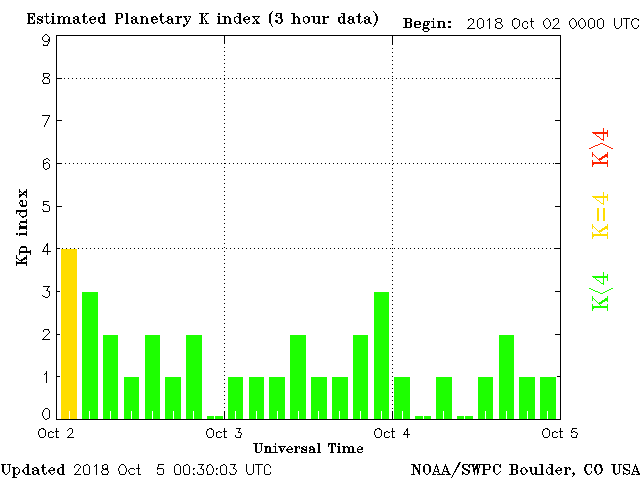 Estimated Planetary K index (3 hour data)
Begin: 2018 Oct 02 0000 UTC
9
8
7
6
5
4
3
2
1
0
Kp index
K>4
K=4
K<4
Oct 2
Oct 3
Oct 4
Oct 5
Universal Time
Updated 2018 Oct 5 00:30:03 UTC
NOAA/SWPC Boulder, CO USA